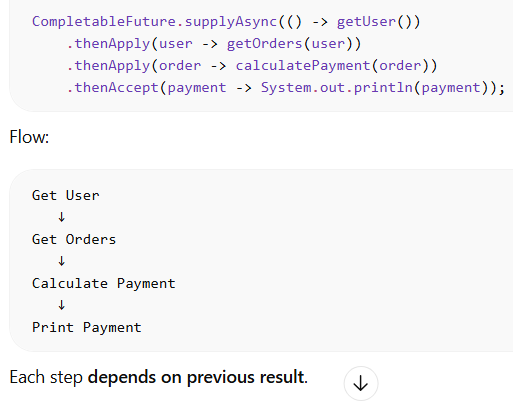 CompletableFuture.supplyAsync(() -> getUser())
    .thenApply(user -> getOrders(user))
    .thenApply(order -> calculatePayment(order))
    .thenAccept(payment -> System.out.println(payment));
Flow:
Get User
↓
Get Orders
↓
Calculate Payment
↓
Print Payment
Each step depends on previous result.